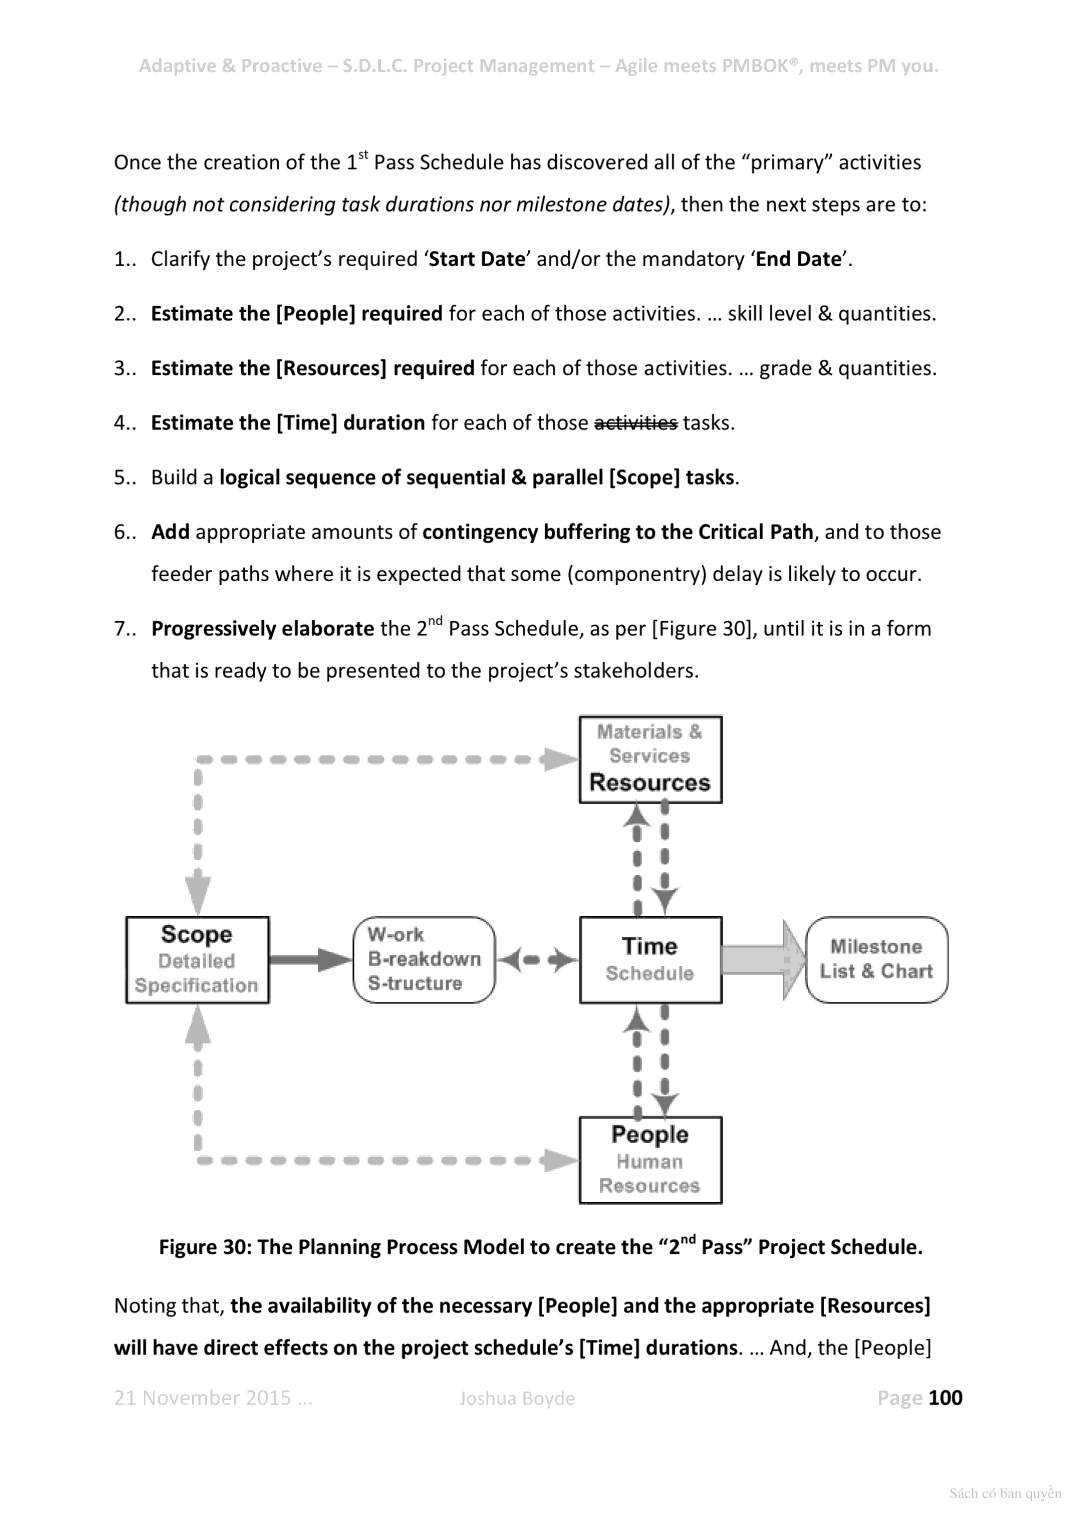 Adaptive & Proactive – S.D.L.C. Project Management – Agile meets PMBOK®, meets PM you.
Once the creation of the 1st Pass Schedule has discovered all of the “primary” activities
(though not considering task durations nor milestone dates), then the next steps are to:
1.. Clarify the project’s required ‘Start Date’ and/or the mandatory ‘End Date’.
2.. Estimate the [People] required for each of those activities. … skill level & quantities.
3.. Estimate the [Resources] required for each of those activities. … grade & quantities.
4.. Estimate the [Time] duration for each of those activities tasks.
5.. Build a logical sequence of sequential & parallel [Scope] tasks.
6.. Add appropriate amounts of contingency buffering to the Critical Path, and to those
feeder paths where it is expected that some (componentry) delay is likely to occur.
7.. Progressively elaborate the 2nd Pass Schedule, as per [Figure 30], until it is in a form
that is ready to be presented to the project’s stakeholders.
Materials &
Services
Resources
Scope
Detailed
Specification
W-ork
B-reakdown
S-tructure
Time
Schedule
Milestone
List & Chart
People
Human
Resources
Figure 30: The Planning Process Model to create the “2nd Pass” Project Schedule.
Noting that, the availability of the necessary [People] and the appropriate [Resources]
will have direct effects on the project schedule’s [Time] durations. … And, the [People]
21 November 2015 … Joshua Boyde Page 100
Sách có bản quyền